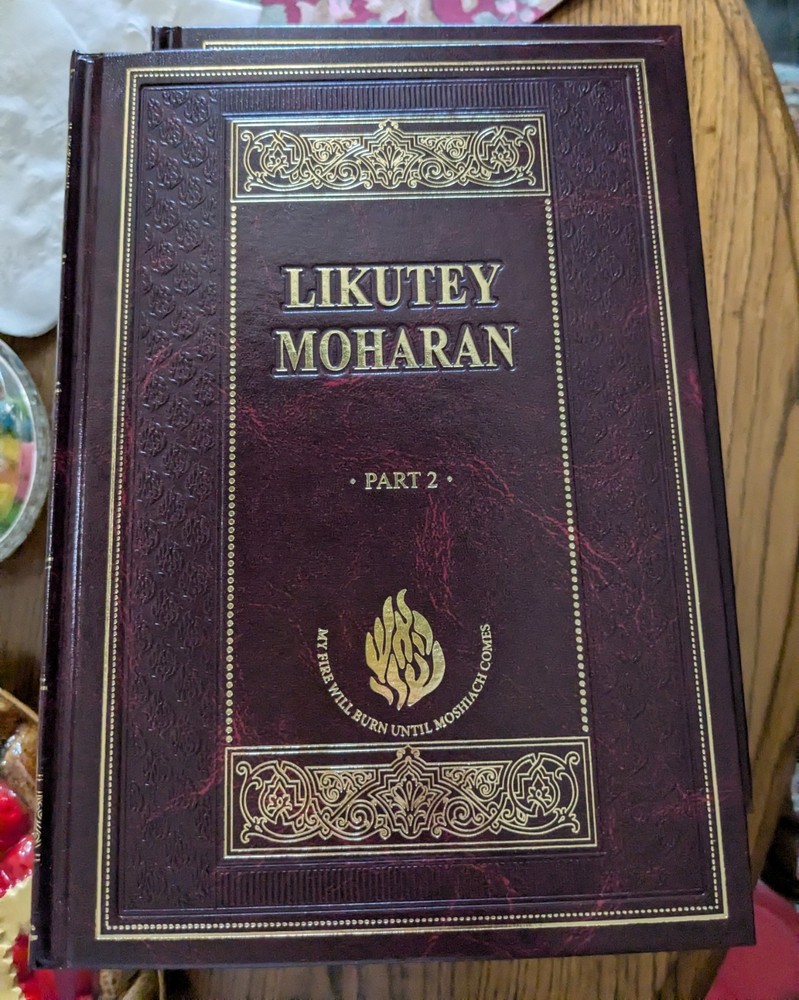 LIKUTEY
MOHARAN
• PART 2 •
MY FIRE WILL BURN UNTIL MOSHIACH COMES